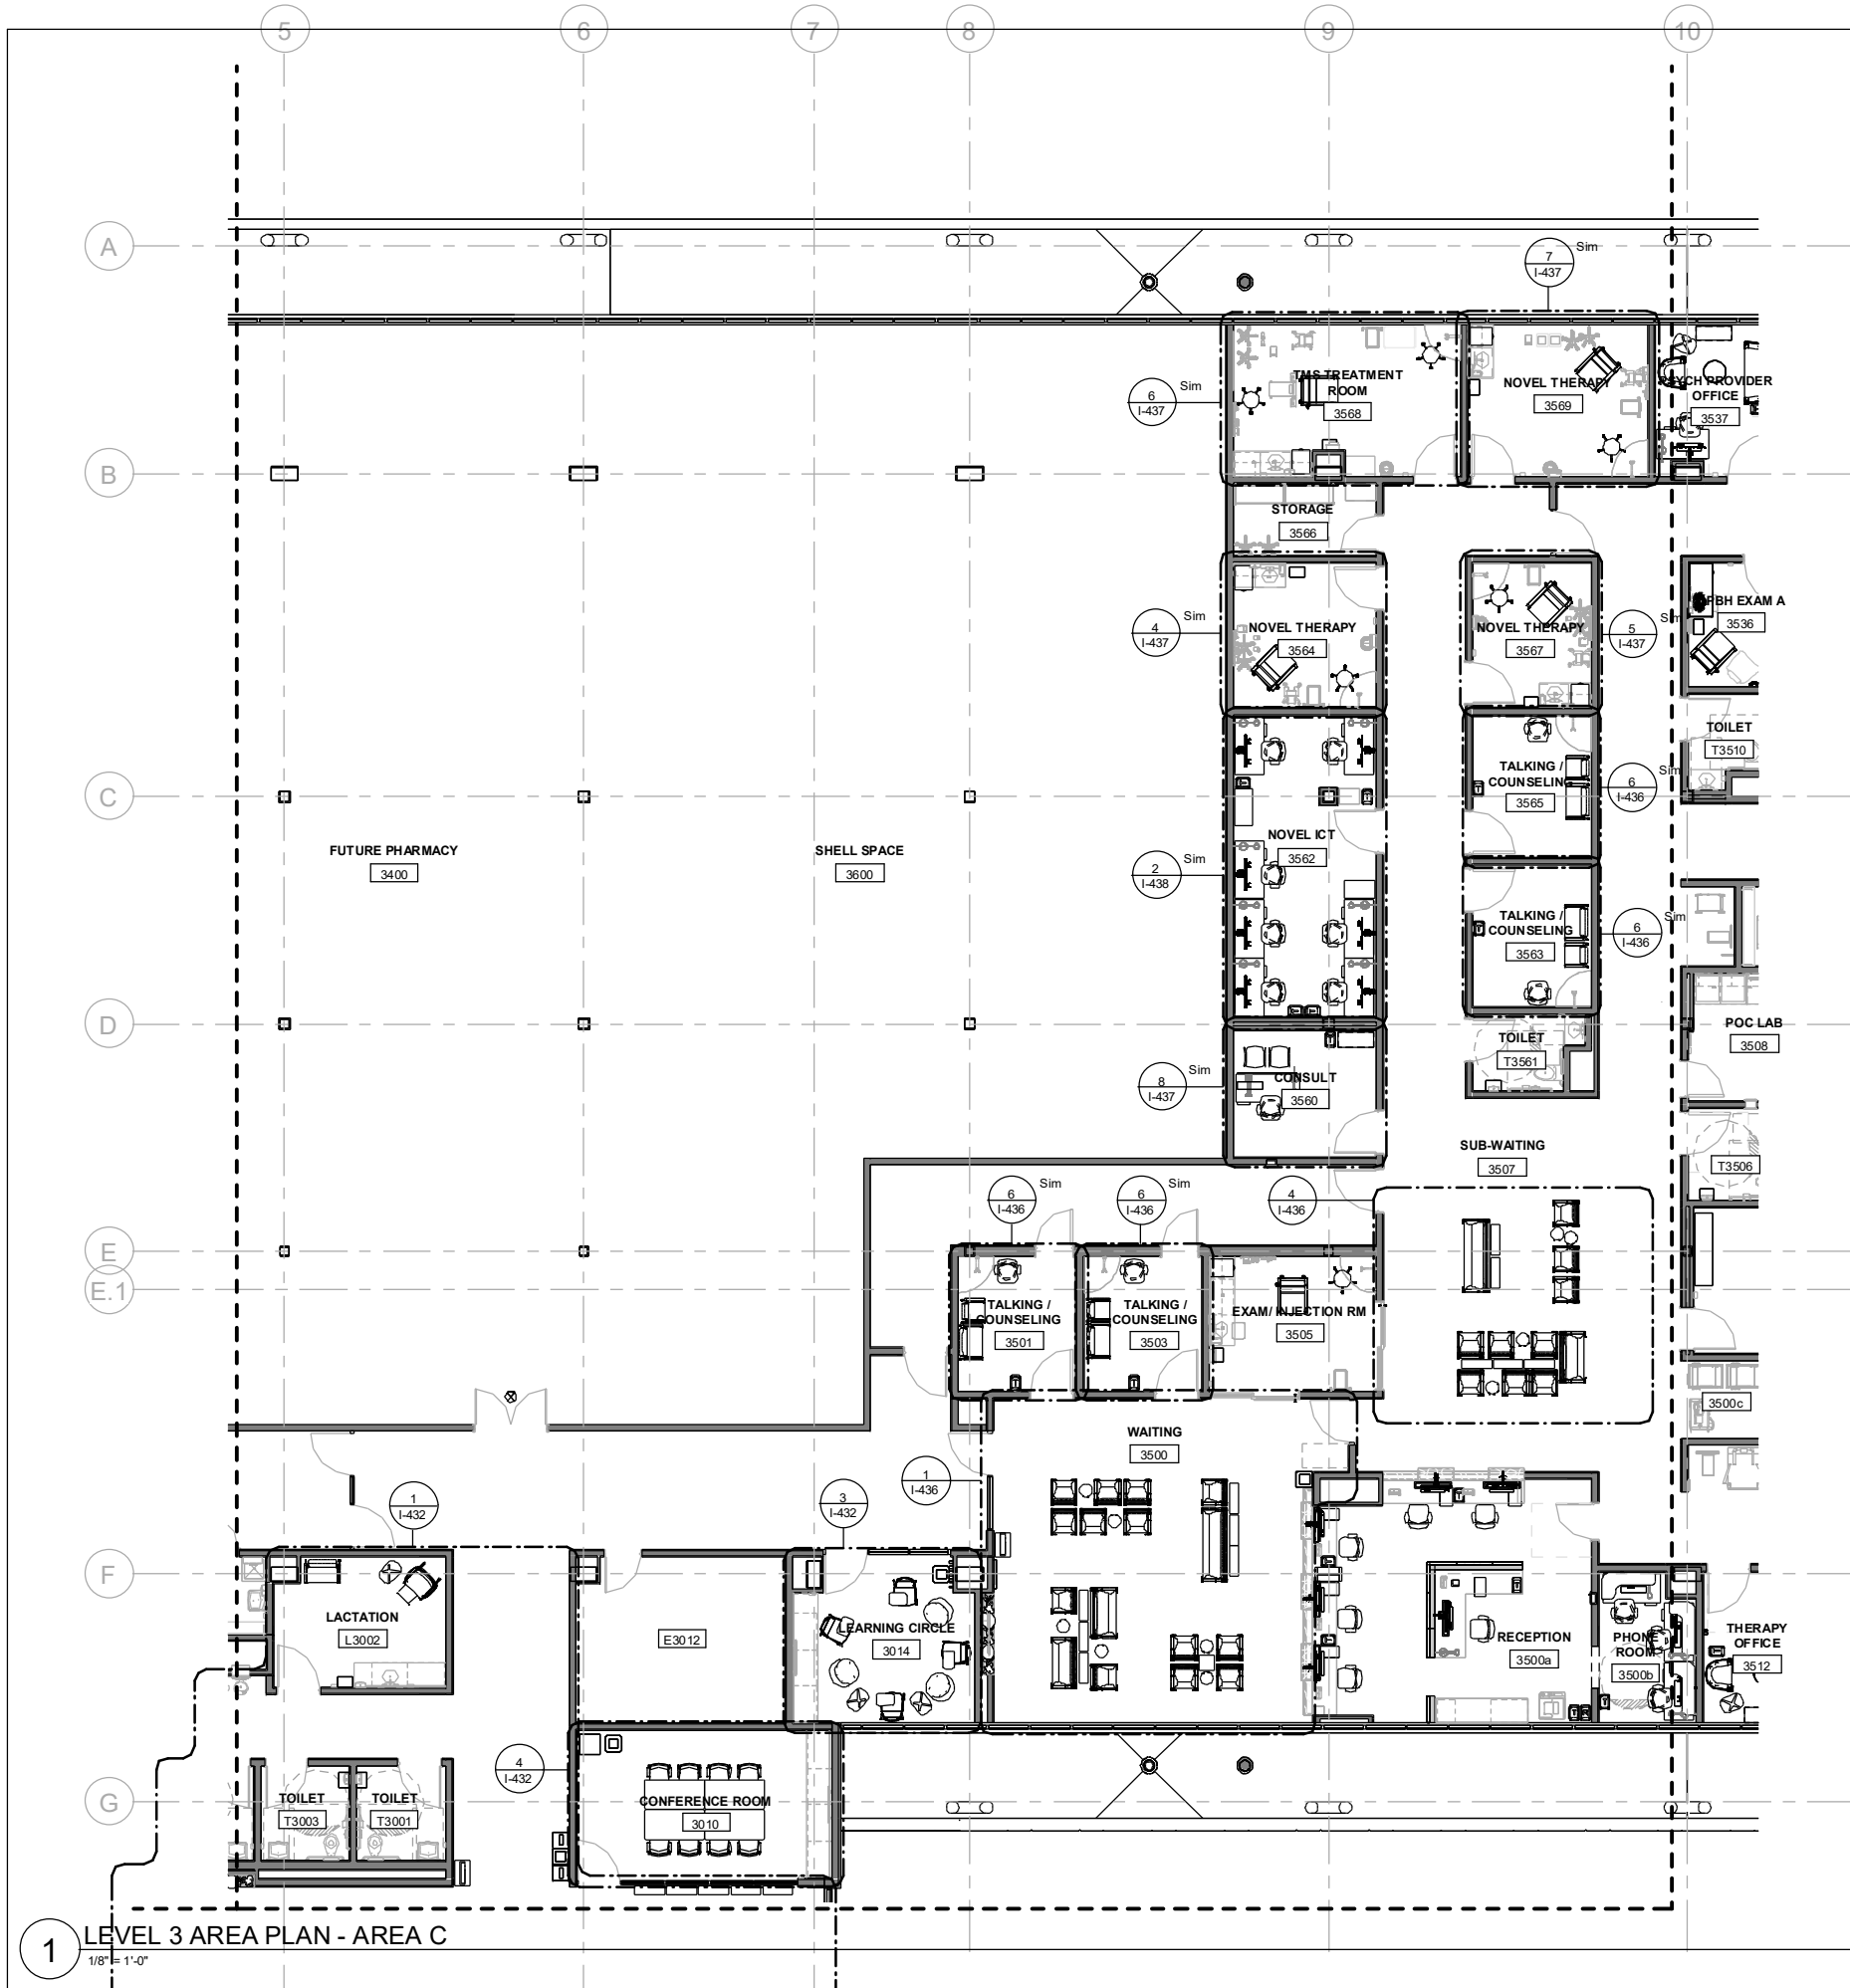 5
6
7
8
9
10
A
7
I-437
Sim
TMS TREATMENT
ROOM
3568
6
I-437
Sim
NOVEL THERAPY
3569
PSYCH PROVIDER
OFFICE
3537
B
STORAGE
3566
4
I-437
Sim
NOVEL THERAPY
3564
NOVEL THERAPY
3567
5
I-437
Sim
PBH EXAM A
3536
TOILET
T3510
C
TALKING /
COUNSELING
3565
6
I-436
Sim
FUTURE PHARMACY
3400
SHELL SPACE
3600
2
I-438
Sim
NOVEL ICT
3562
TALKING /
COUNSELING
3563
6
I-436
Sim
D
TOILET
T3561
POC LAB
3508
8
I-437
Sim
CONSULT
3560
SUB-WAITING
3507
T3506
6
I-436
Sim
6
I-436
Sim
4
I-436
E
E.1
TALKING /
COUNSELING
3501
TALKING /
COUNSELING
3503
EXAM/ INJECTION RM
3505
3500c
WAITING
3500
1
I-436
1
I-432
3
I-432
F
LACTATION
L3002
E3012
LEARNING CIRCLE
3014
RECEPTION
3500a
PHONE
ROOM
3500b
THERAPY
OFFICE
3512
4
I-432
G
TOILET
T3003
TOILET
T3001
CONFERENCE ROOM
3010
1
LEVEL 3 AREA PLAN - AREA C
1/8" = 1'-0"